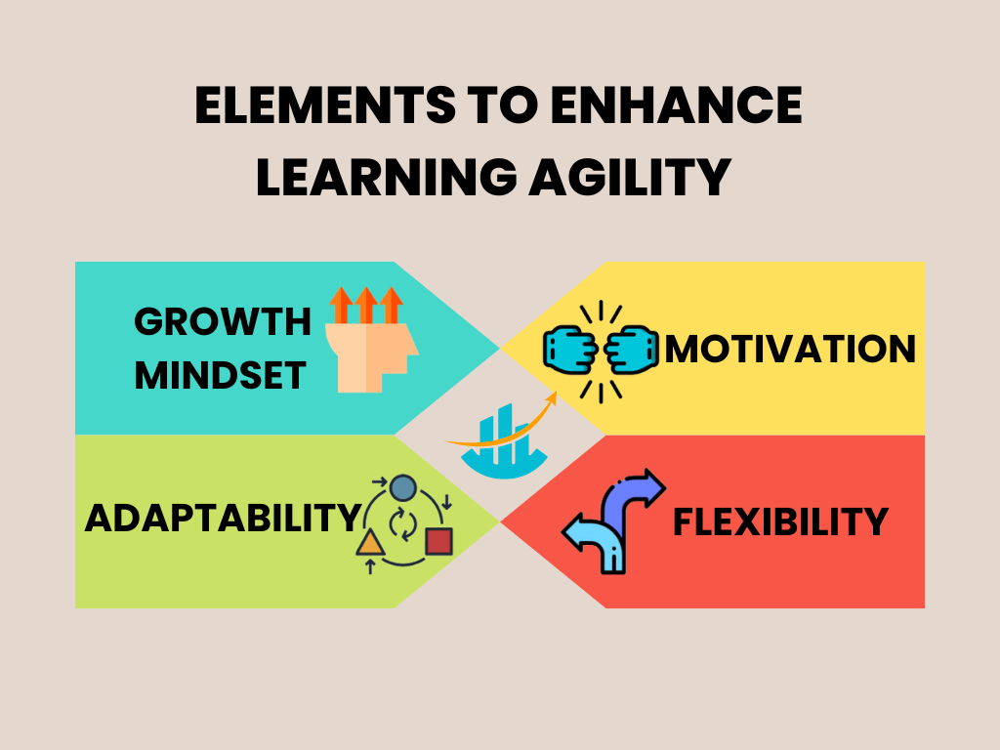 ELEMENTS TO ENHANCE
LEARNING AGILITY
GROWTH
MINDSET
MOTIVATION
ADAPTABILITY
FLEXIBILITY